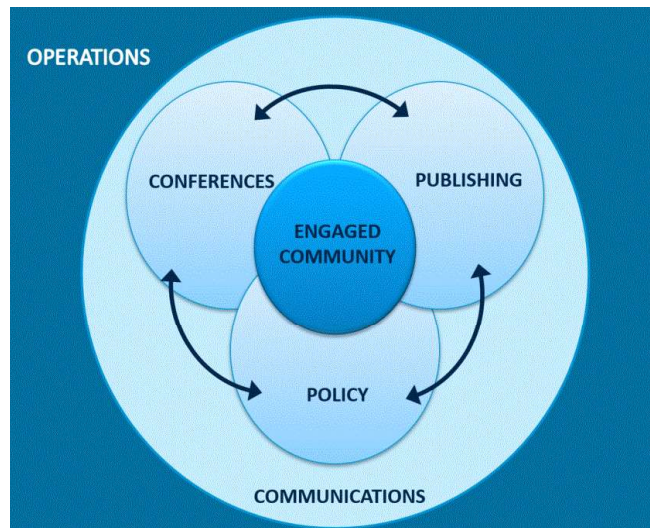 OPERATIONS
CONFERENCES
PUBLISHING
ENGAGED
COMMUNITY
POLICY
COMMUNICATIONS